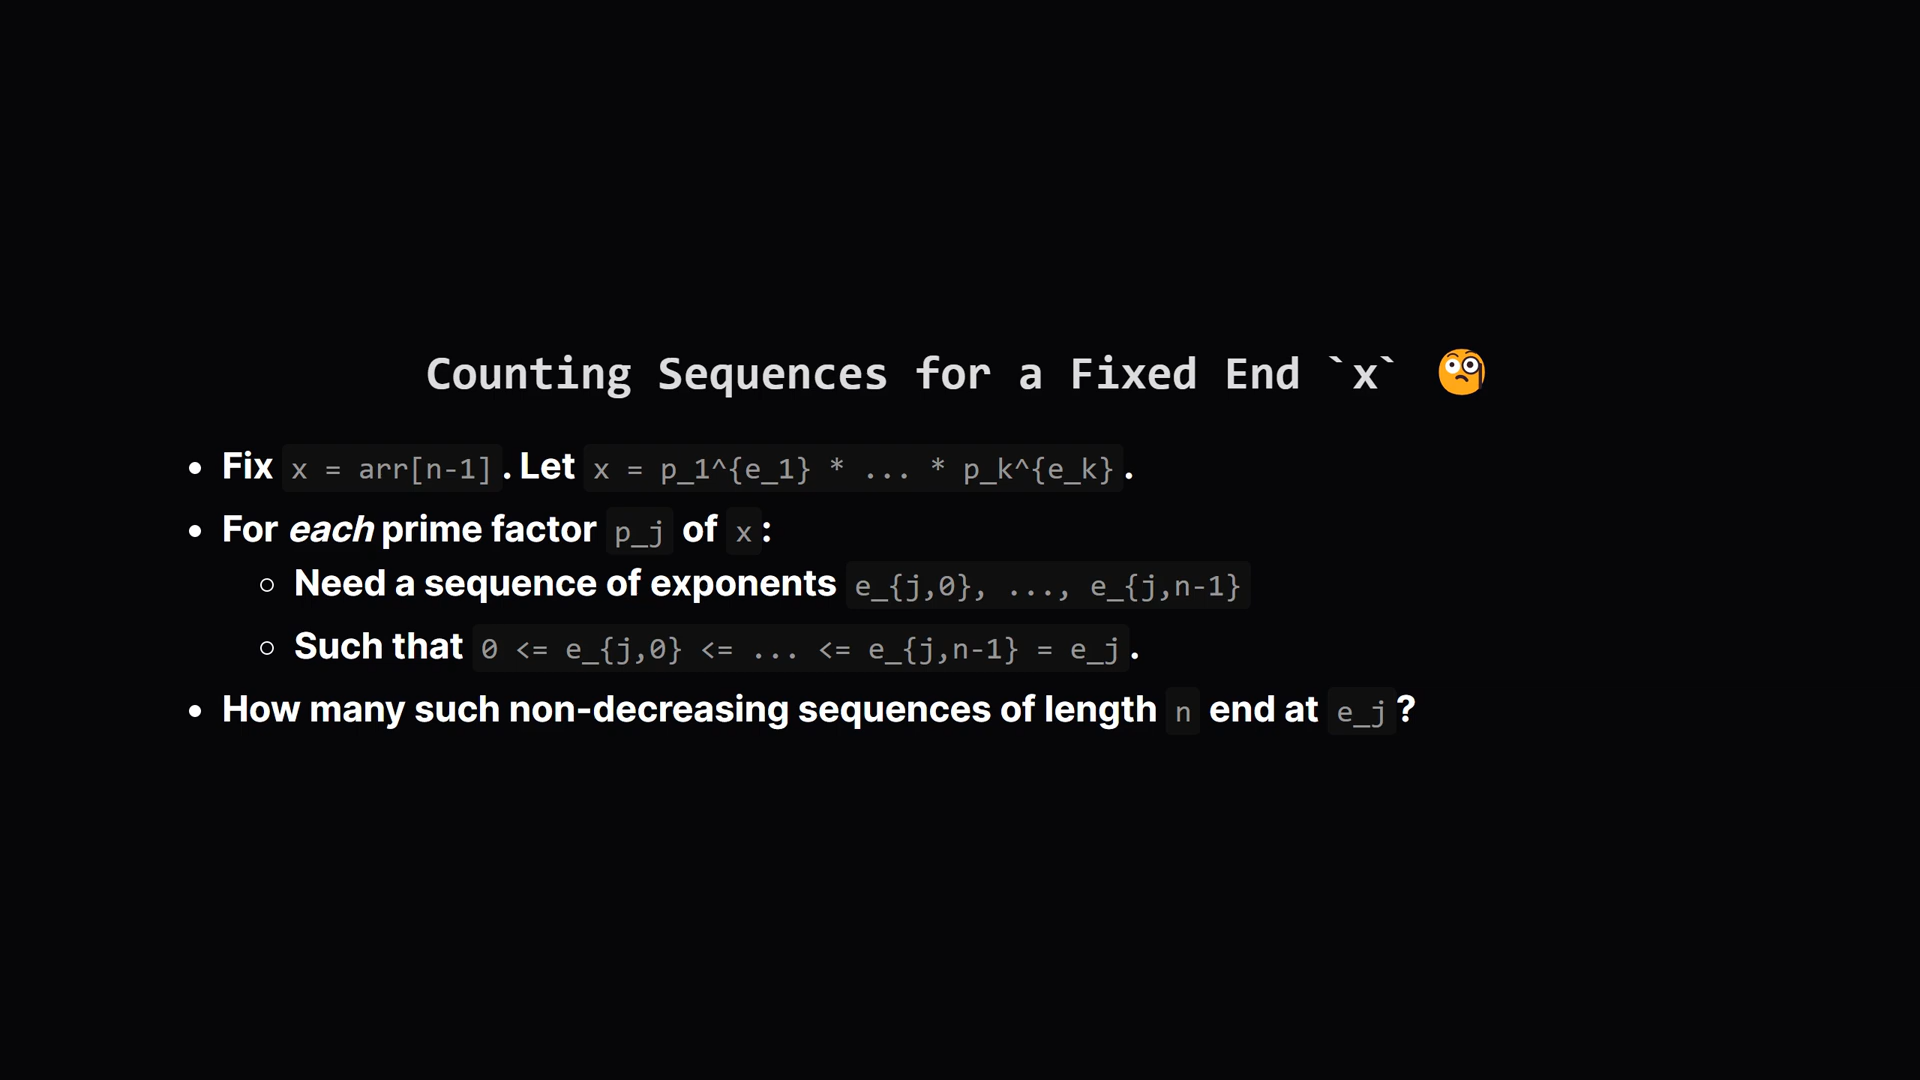 Counting Sequences for a Fixed End `x` 🧐
• Fix x = arr[n-1]. Let x = p_1^{e_1} * ... * p_k^{e_k}.
• For each prime factor p_j of x:
◦ Need a sequence of exponents e_{j,0}, ..., e_{j,n-1}
◦ Such that 0 <= e_{j,0} <= ... <= e_{j,n-1} = e_j.
• How many such non-decreasing sequences of length n end at e_j?